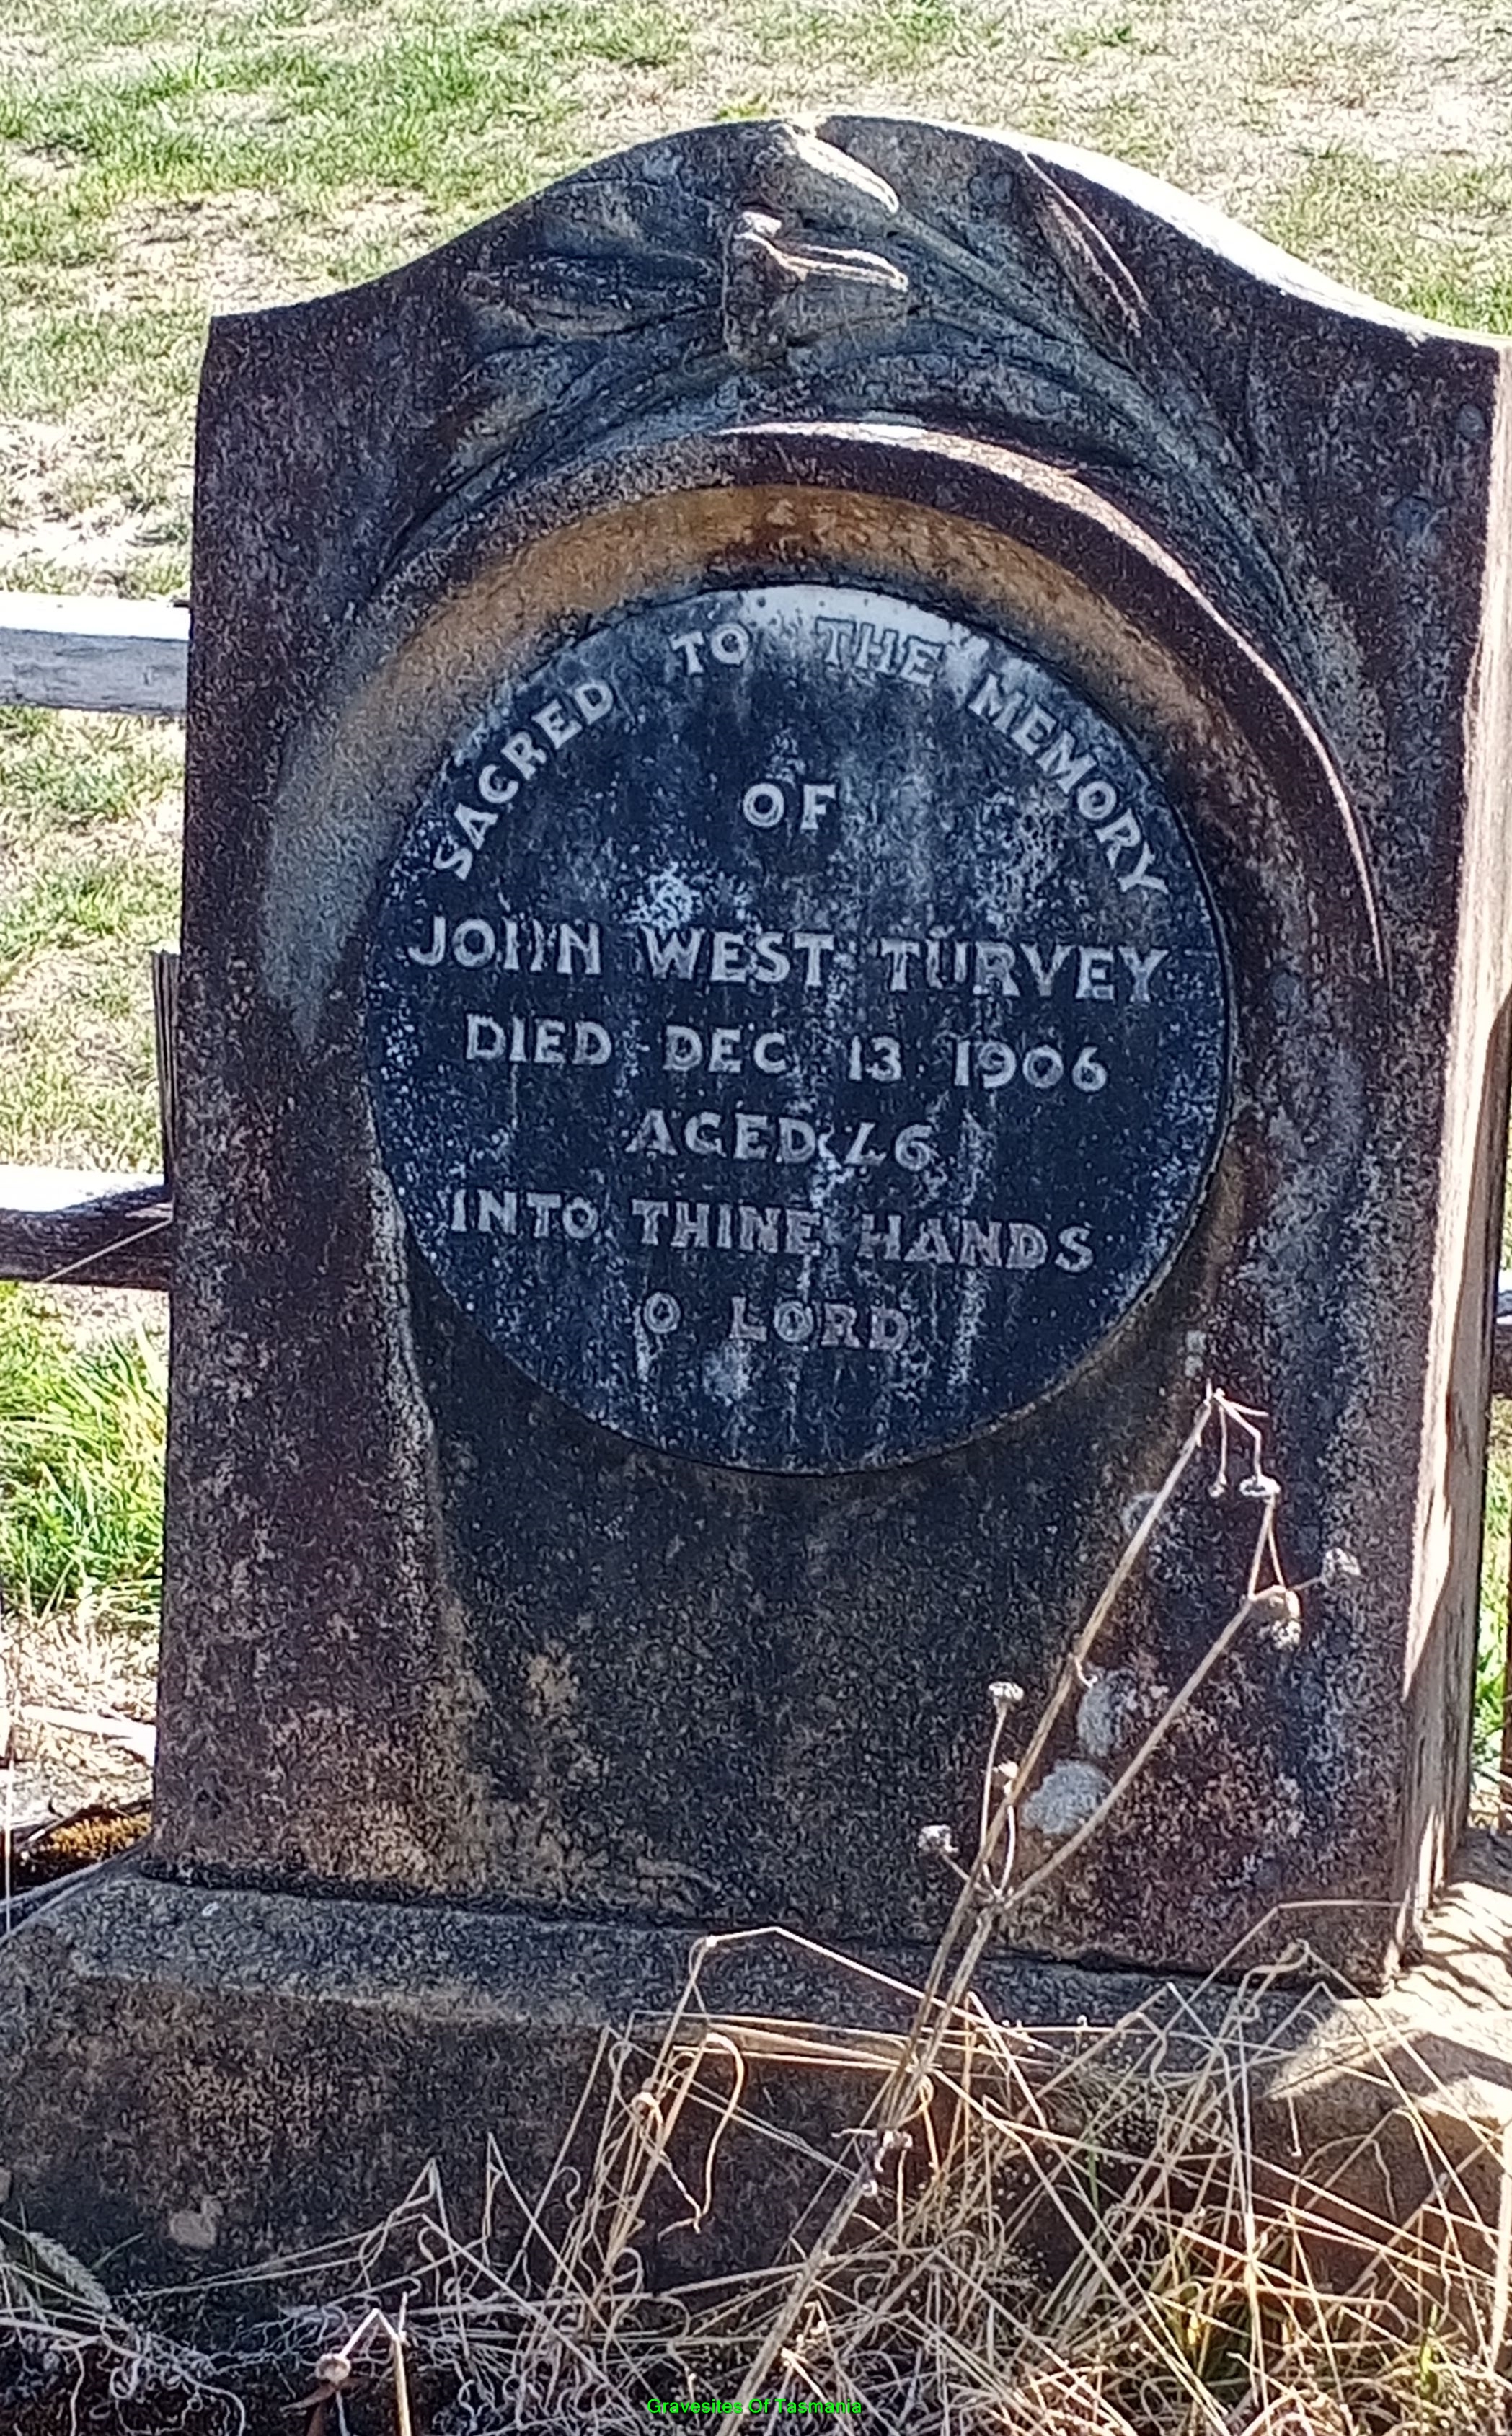 SACRED TO THE MEMORY
OF
JOHN WEST TURVEY
DIED DEC 13 1906
AGED 46
INTO THINE HANDS
O LORD
Gravesites Of Tasmania